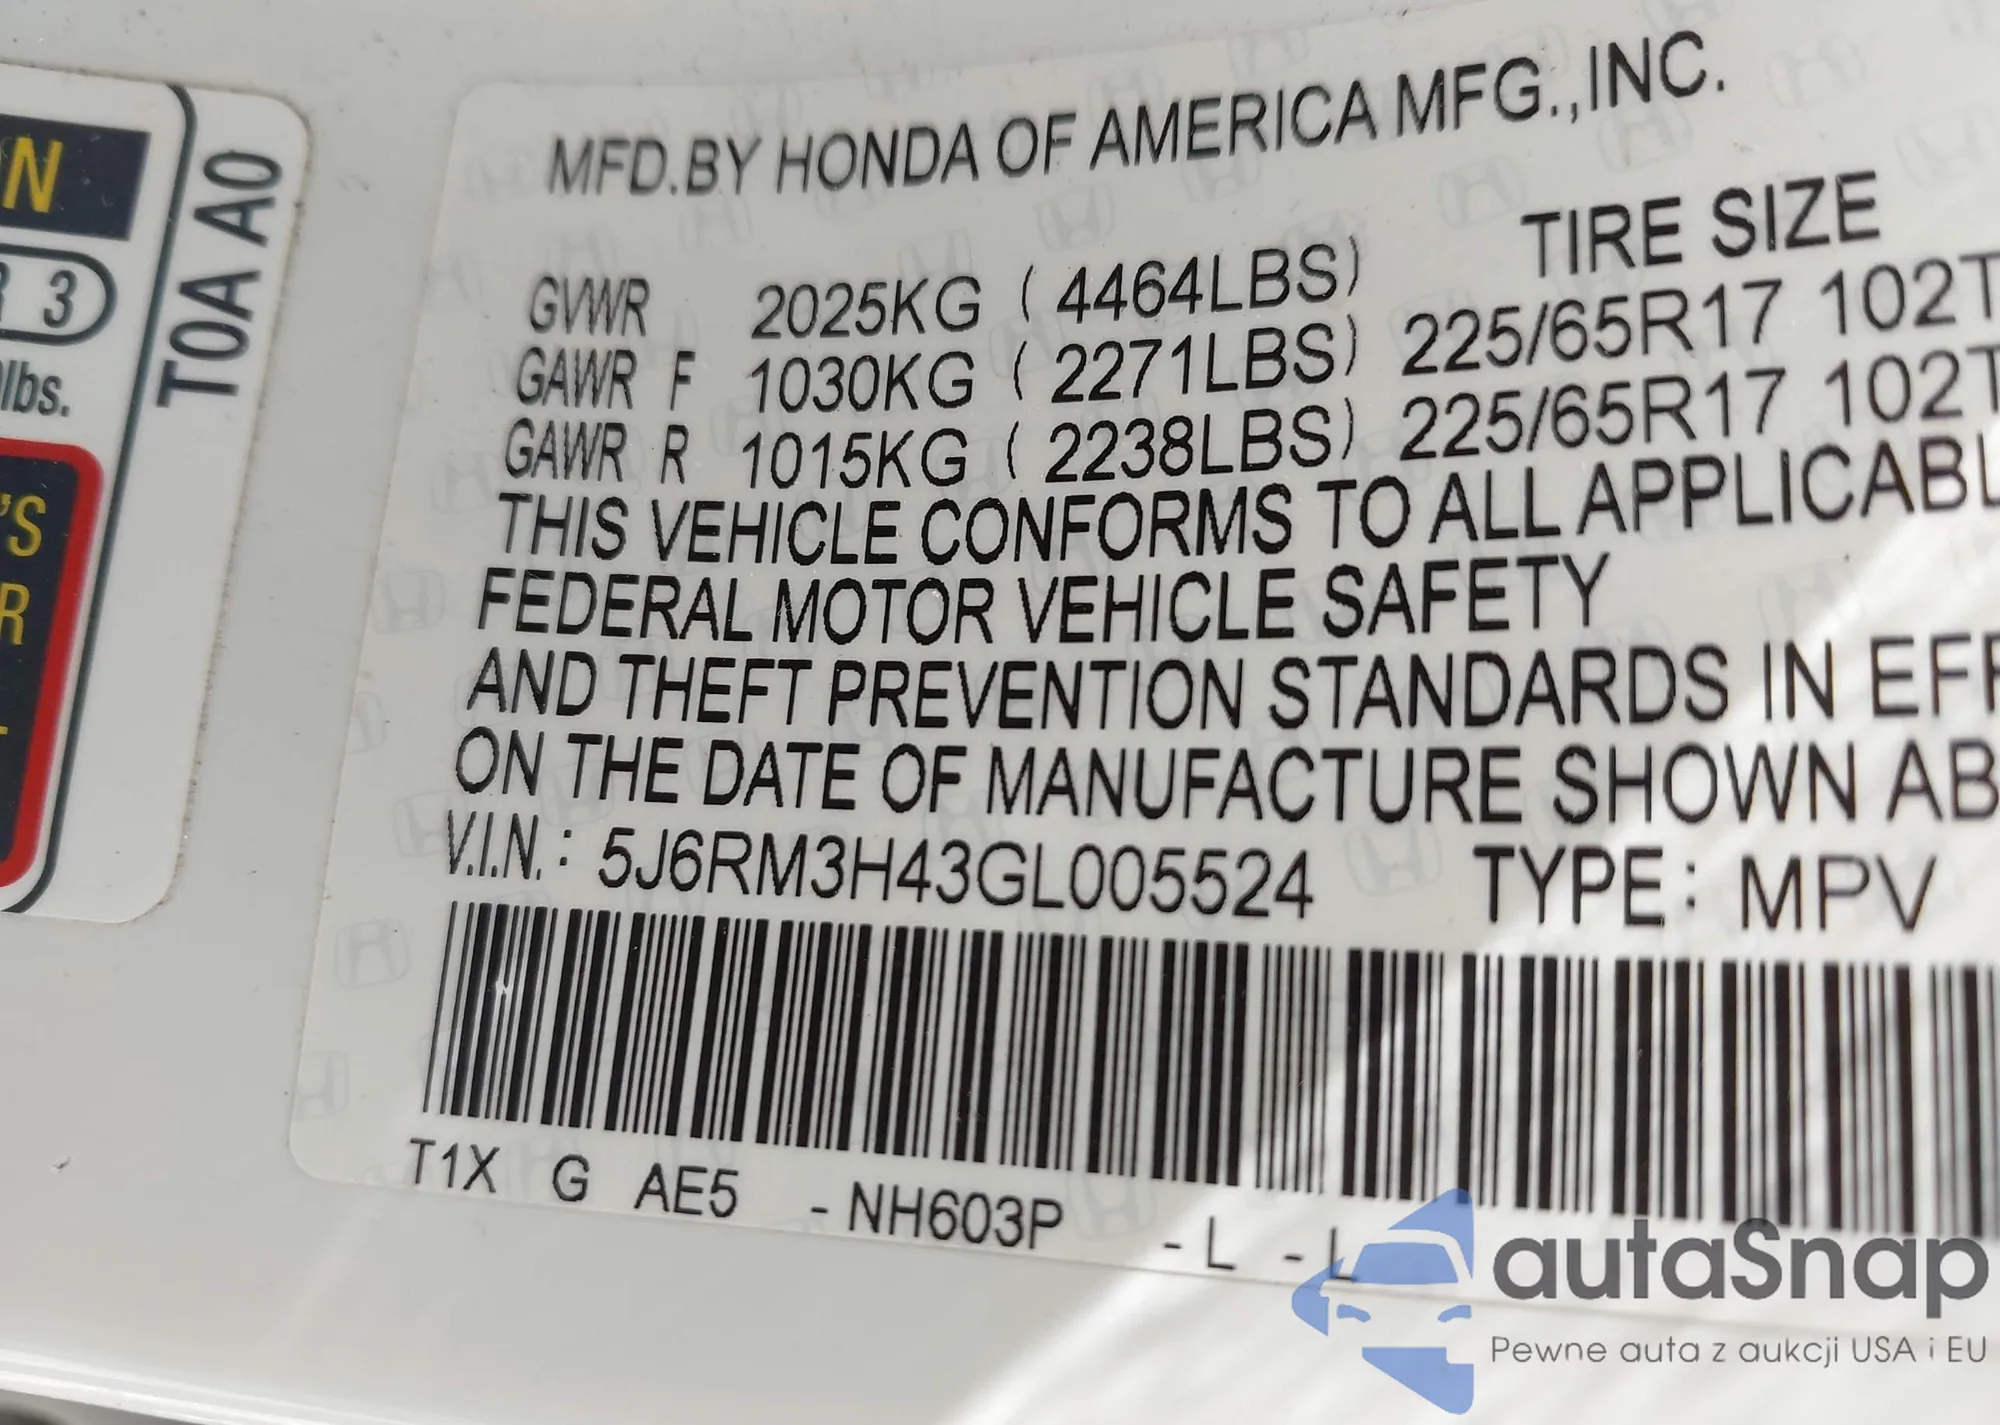 N
3
lbs.
'S
R
T0A A0
MFD.BY HONDA OF AMERICA MFG.,INC.
TIRE SIZE
GVWR 2025KG ( 4464LBS)
GAWR F 1030KG ( 2271LBS) 225/65R17 102T
GAWR R 1015KG ( 2238LBS) 225/65R17 102T
THIS VEHICLE CONFORMS TO ALL APPLICABL
FEDERAL MOTOR VEHICLE SAFETY
AND THEFT PREVENTION STANDARDS IN EFF
ON THE DATE OF MANUFACTURE SHOWN AB
V.I.N.: 5J6RM3H43GL005524 TYPE: MPV
T1X G AE5 -NH603P -L -L
autaSnap
Pewne auta z aukcji USA i EU